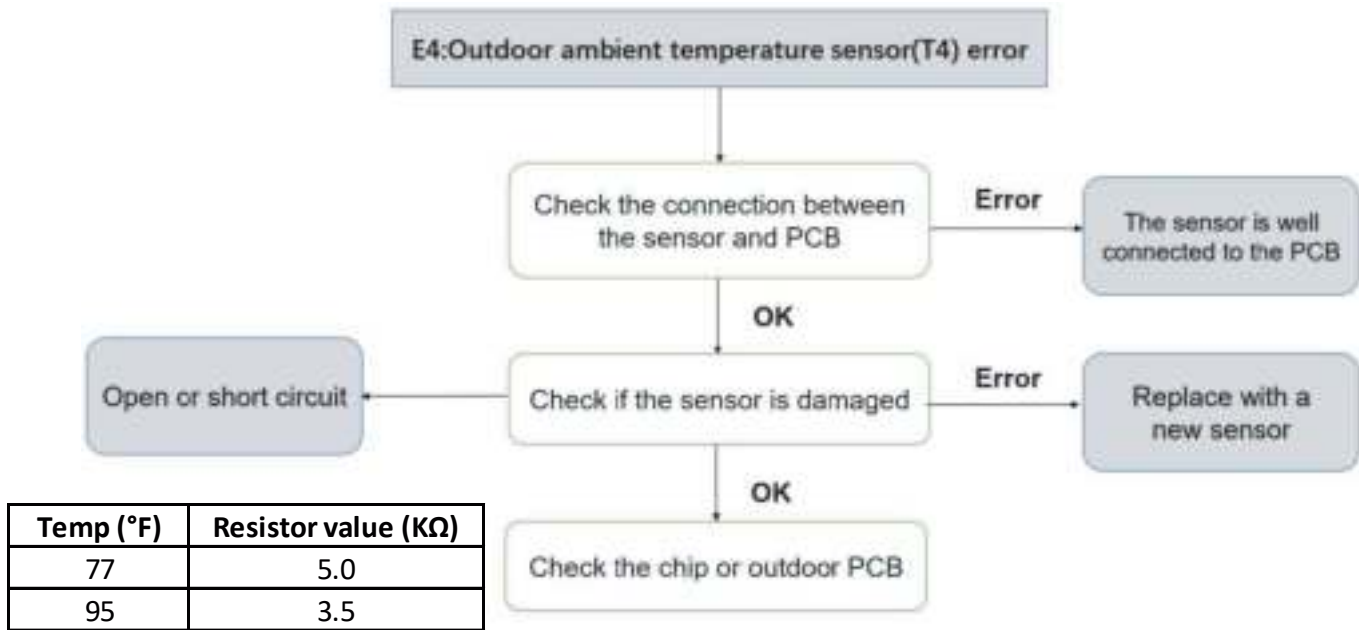 E4:Outdoor ambient temperature sensor(T4) error
Check the connection between
the sensor and PCB
Error
The sensor is well
connected to the PCB
OK
Open or short circuit
Check if the sensor is damaged
Error
Replace with a
new sensor
OK
Check the chip or outdoor PCB
Temp (°F) Resistor value (KΩ)
77 5.0
95 3.5